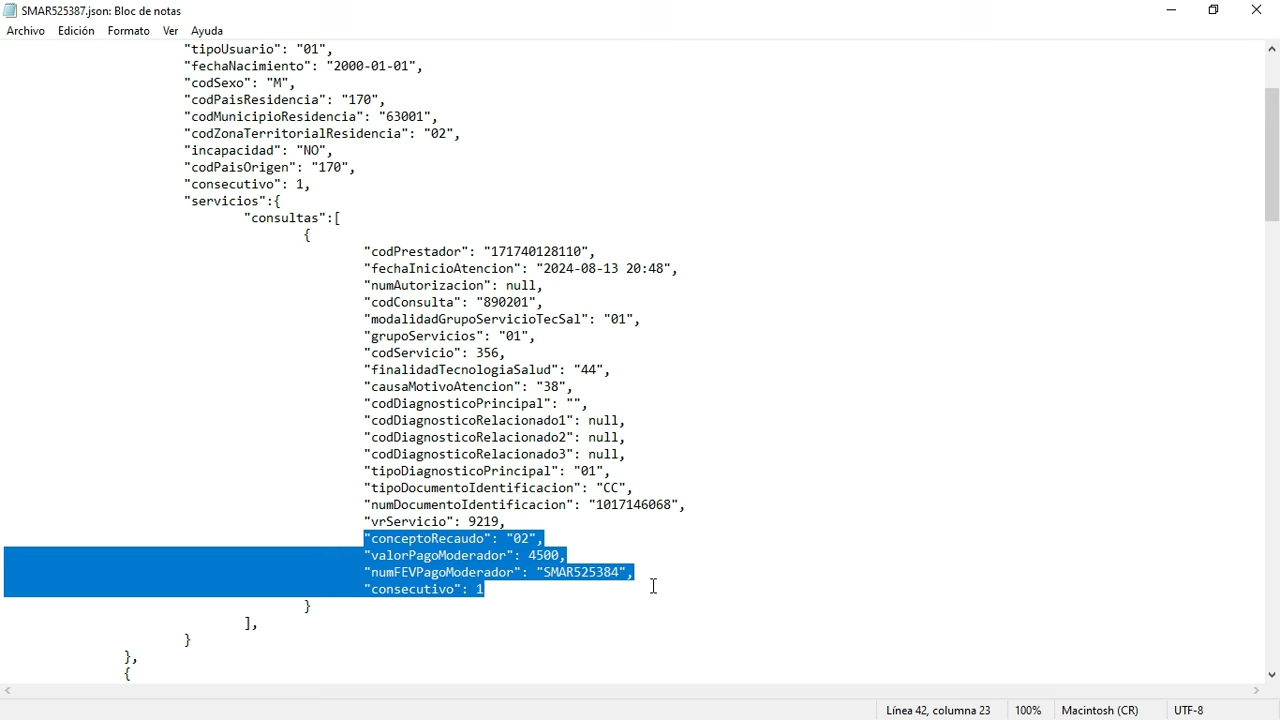 SMAR525387.json: Bloc de notas
Archivo Edición Formato Ver Ayuda
"tipoUsuario": "01",
"fechaNacimiento": "2000-01-01",
"codSexo": "M",
"codPaisResidencia": "170",
"codMunicipioResidencia": "63001",
"codZonaTerritorialResidencia": "02",
"incapacidad": "NO",
"codPaisOrigen": "170",
"consecutivo": 1,
"servicios":{
"consultas":[
{
"codPrestador": "171740128110",
"fechaInicioAtencion": "2024-08-13 20:48",
"numAutorizacion": null,
"codConsulta": "890201",
"modalidadGrupoServicioTecSal": "01",
"grupoServicios": "01",
"codServicio": 356,
"finalidadTecnologiaSalud": "44",
"causaMotivoAtencion": "38",
"codDiagnosticoPrincipal": "",
"codDiagnosticoRelacionado1": null,
"codDiagnosticoRelacionado2": null,
"codDiagnosticoRelacionado3": null,
"tipoDiagnosticoPrincipal": "01",
"tipoDocumentoIdentificacion": "CC",
"numDocumentoIdentificacion": "1017146068",
"vrServicio": 9219,
"conceptoRecaudo": "02",
"valorPagoModerador": 4500,
"numFEVPagoModerador": "SMAR525384",
"consecutivo": 1
}
],
}
},
{
Línea 42, columna 23 100% Macintosh (CR) UTF-8